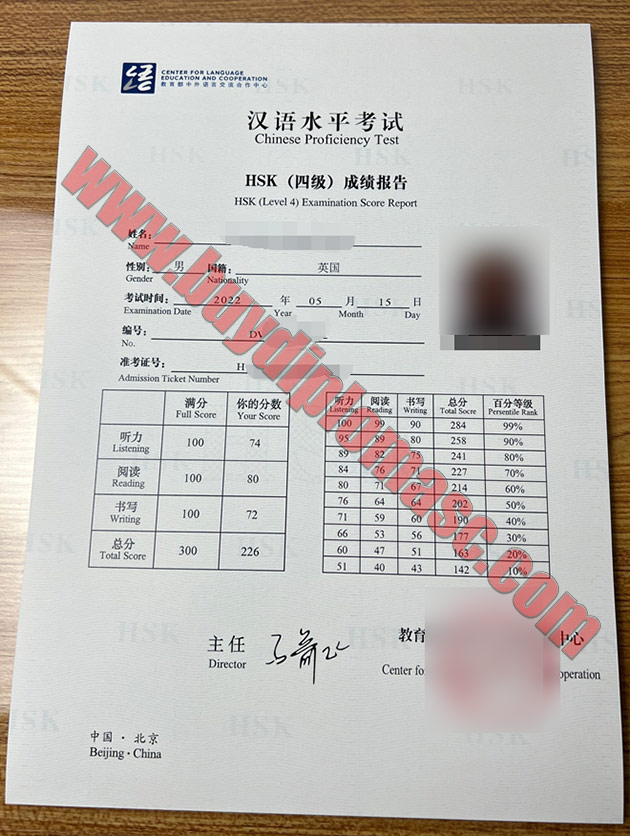 CENTER FOR LANGUAGE
EDUCATION AND COOPERATION
教育部中外语言交流合作中心
汉语水平考试
Chinese Proficiency Test
HSK（四级）成绩报告
HSK (Level 4) Examination Score Report
姓名：
Name
性别： 男 国籍： 英国
Gender Nationality
考试时间： 2022 年 05 月 15 日
Examination Date Year Month Day
编号：
No.
准考证号： H
Admission Ticket Number
满分 你的分数
Full Score Your Score
听力 100 74
Listening
阅读 100 80
Reading
书写 100 72
Writing
总分 300 226
Total Score
听力 阅读 书写 总分 百分等级
Listening Reading Writing Total Socre Persentile Rank
100 99 90 284 99%
95 89 80 258 90%
89 82 75 241 80%
84 76 71 227 70%
80 71 67 214 60%
76 64 64 202 50%
71 59 60 190 40%
66 53 56 177 30%
60 47 51 163 20%
51 40 43 142 10%
主任 教育 中心
Director Center for operation
中国·北京
Beijing·China
www.buydiplomasc.com
HSK